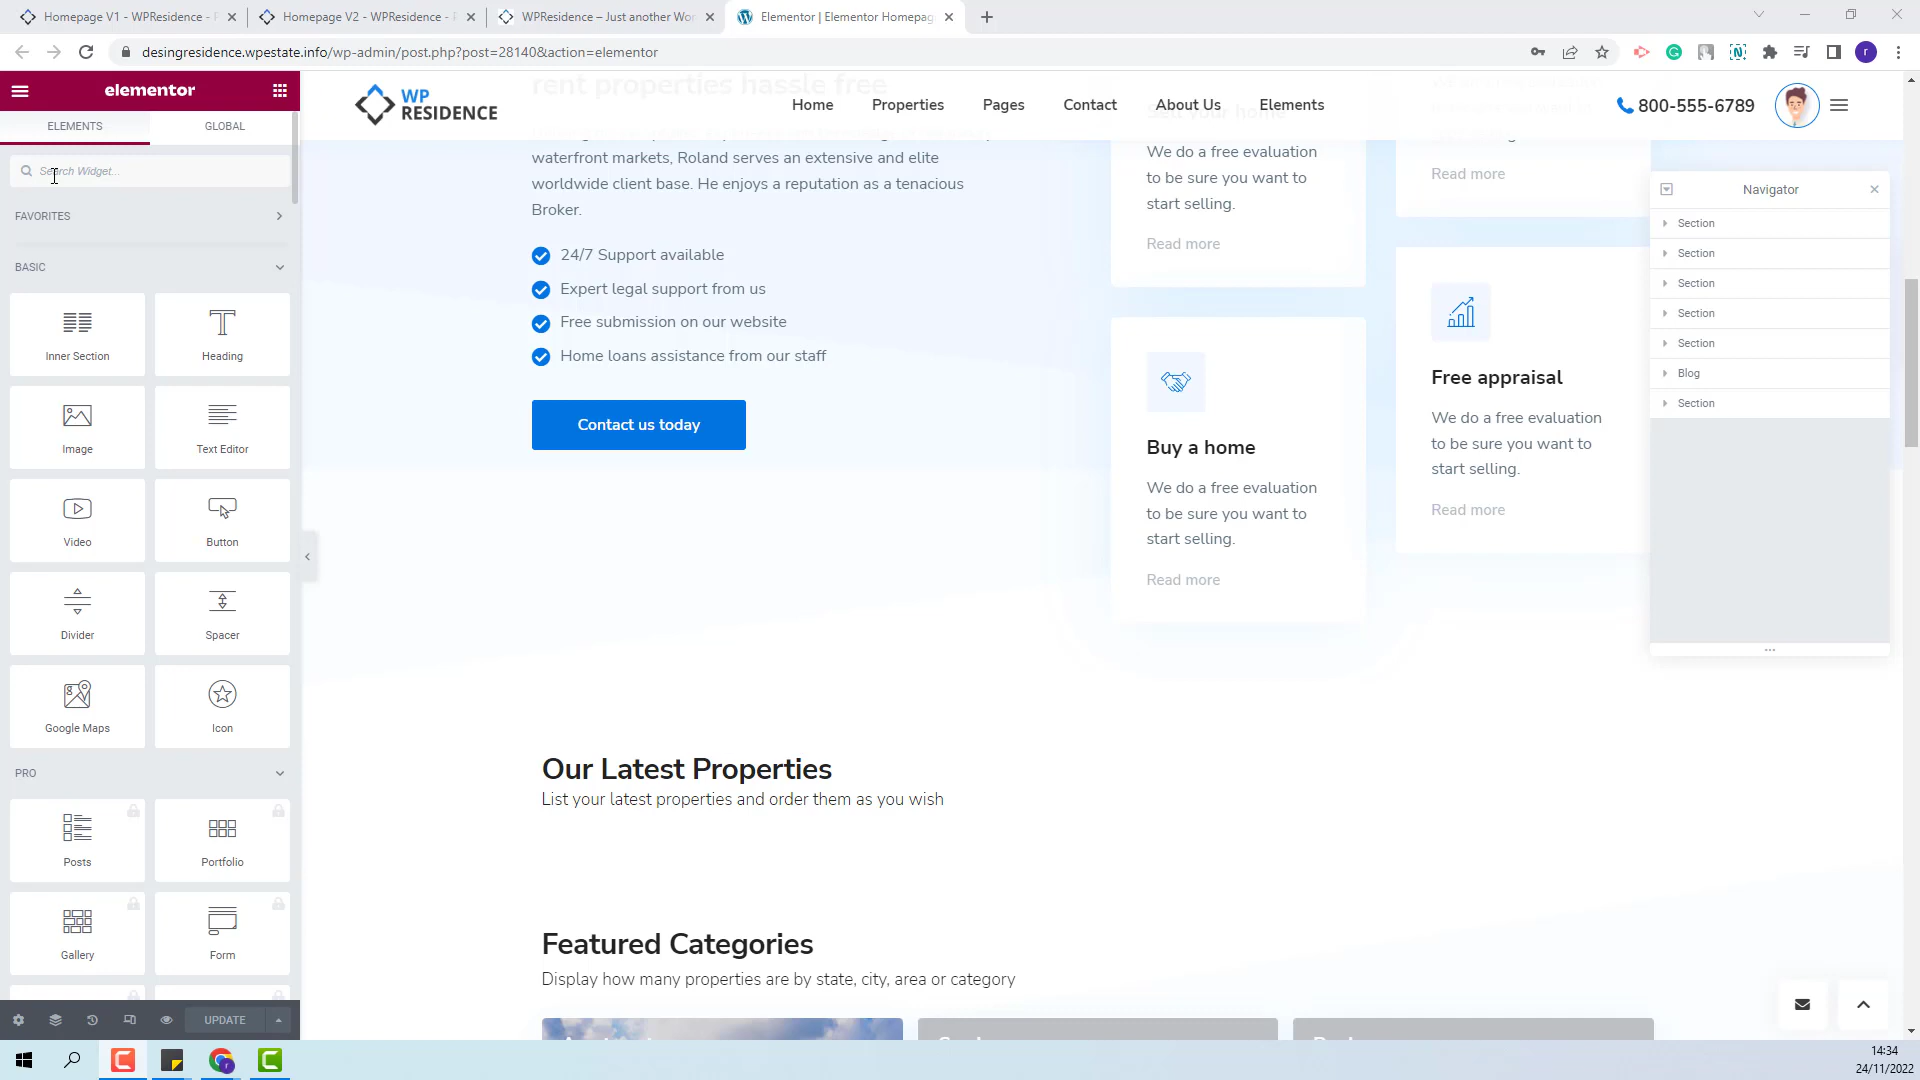 Homepage V1 - WPResidence -
Homepage V2 - WPResidence -
WPResidence – Just another Wor
Elementor | Elementor Homepag
desingresidence.wpestate.info/wp-admin/post.php?post=28140&action=elementor
elementor
ELEMENTS
GLOBAL
Search Widget...
FAVORITES
BASIC
Inner Section
Heading
Image
Text Editor
Video
Button
Divider
Spacer
Google Maps
Icon
PRO
Posts
Portfolio
Gallery
Form
UPDATE
WP
RESIDENCE
Home
Properties
Pages
Contact
About Us
Elements
800-555-6789
rent properties hassle free
waterfront markets, Roland serves an extensive and elite
worldwide client base. He enjoys a reputation as a tenacious
Broker.
24/7 Support available
Expert legal support from us
Free submission on our website
Home loans assistance from our staff
Contact us today
Sell your home
We do a free evaluation
to be sure you want to
start selling.
Read more
Buy a home
We do a free evaluation
to be sure you want to
start selling.
Read more
Read more
Free appraisal
We do a free evaluation
to be sure you want to
start selling.
Read more
Navigator
Section
Section
Section
Section
Section
Blog
Section
Our Latest Properties
List your latest properties and order them as you wish
Featured Categories
Display how many properties are by state, city, area or category
14:34
24/11/2022